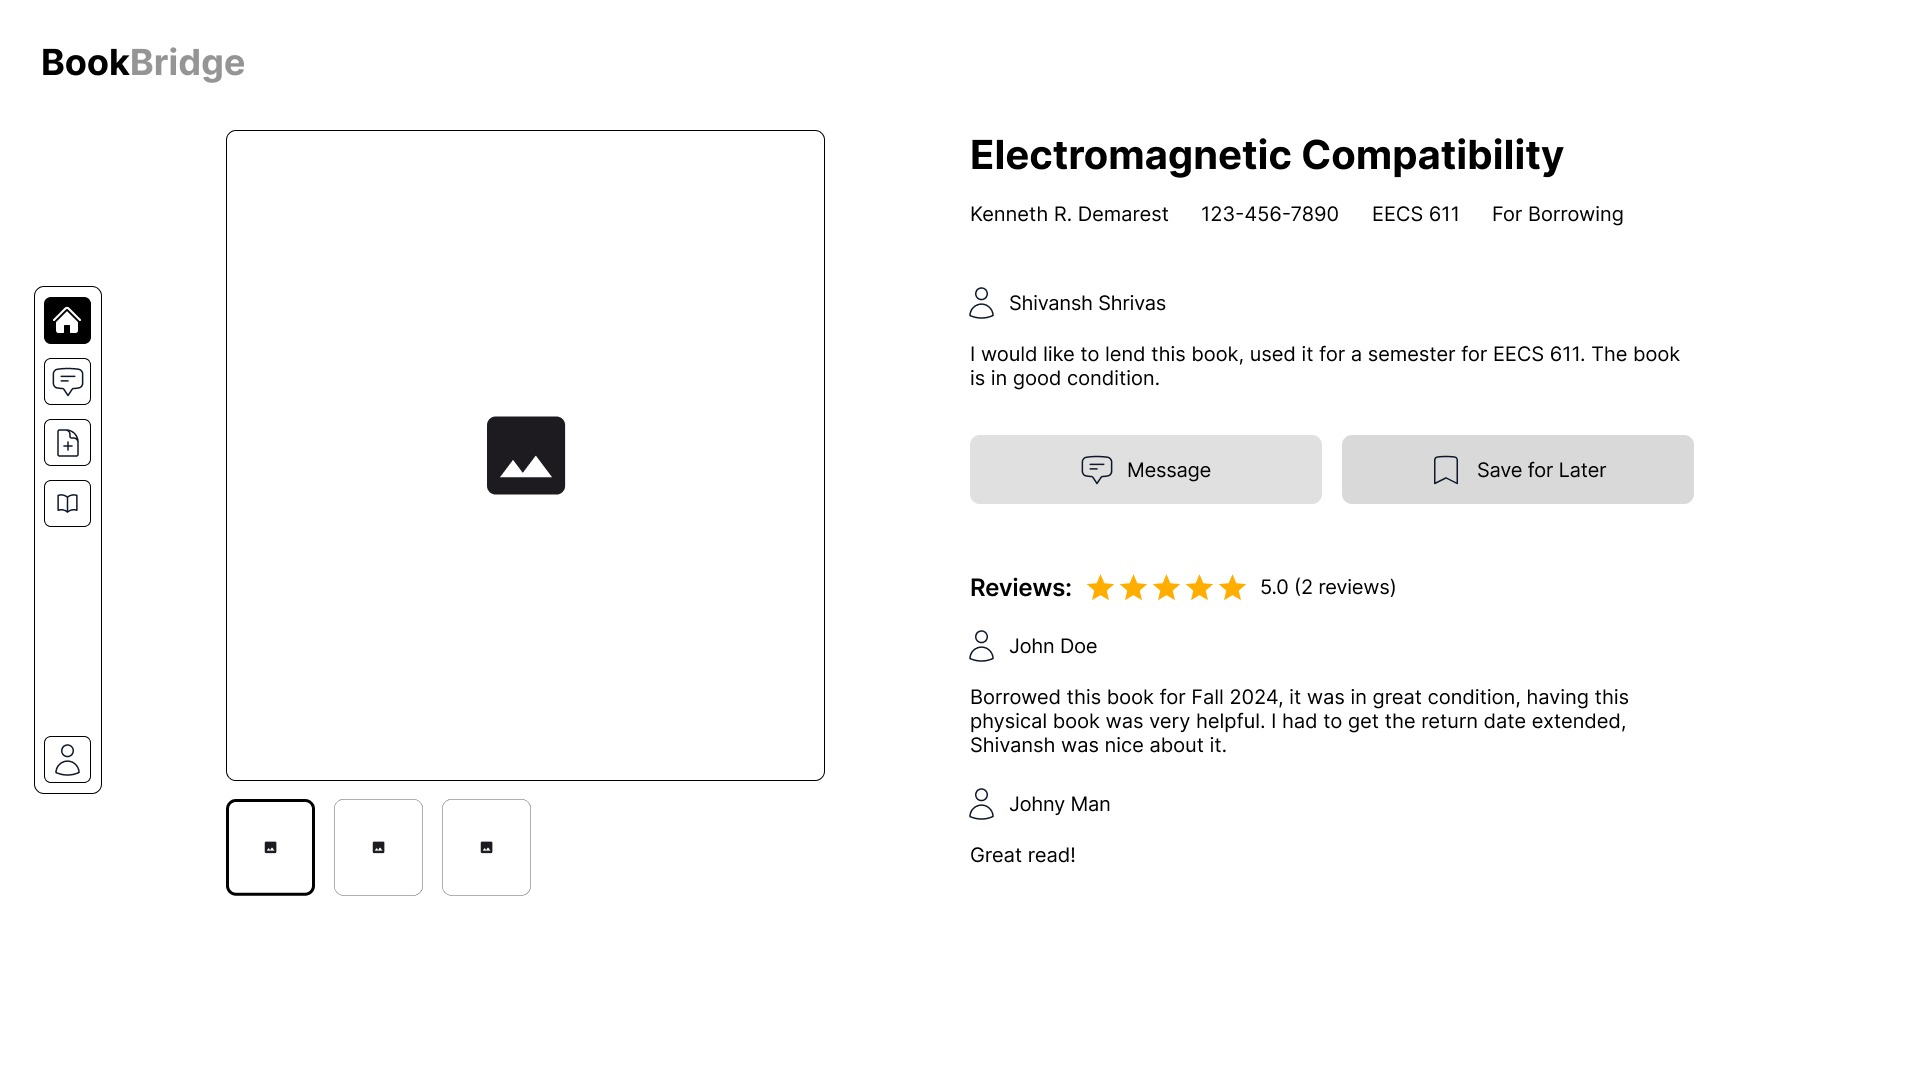 BookBridge
Electromagnetic Compatibility
Kenneth R. Demarest 123-456-7890 EECS 611 For Borrowing
Shivansh Shrivas
I would like to lend this book, used it for a semester for EECS 611. The book
is in good condition.
Message Save for Later
Reviews: 5.0 (2 reviews)
John Doe
Borrowed this book for Fall 2024, it was in great condition, having this
physical book was very helpful. I had to get the return date extended,
Shivansh was nice about it.
Johny Man
Great read!